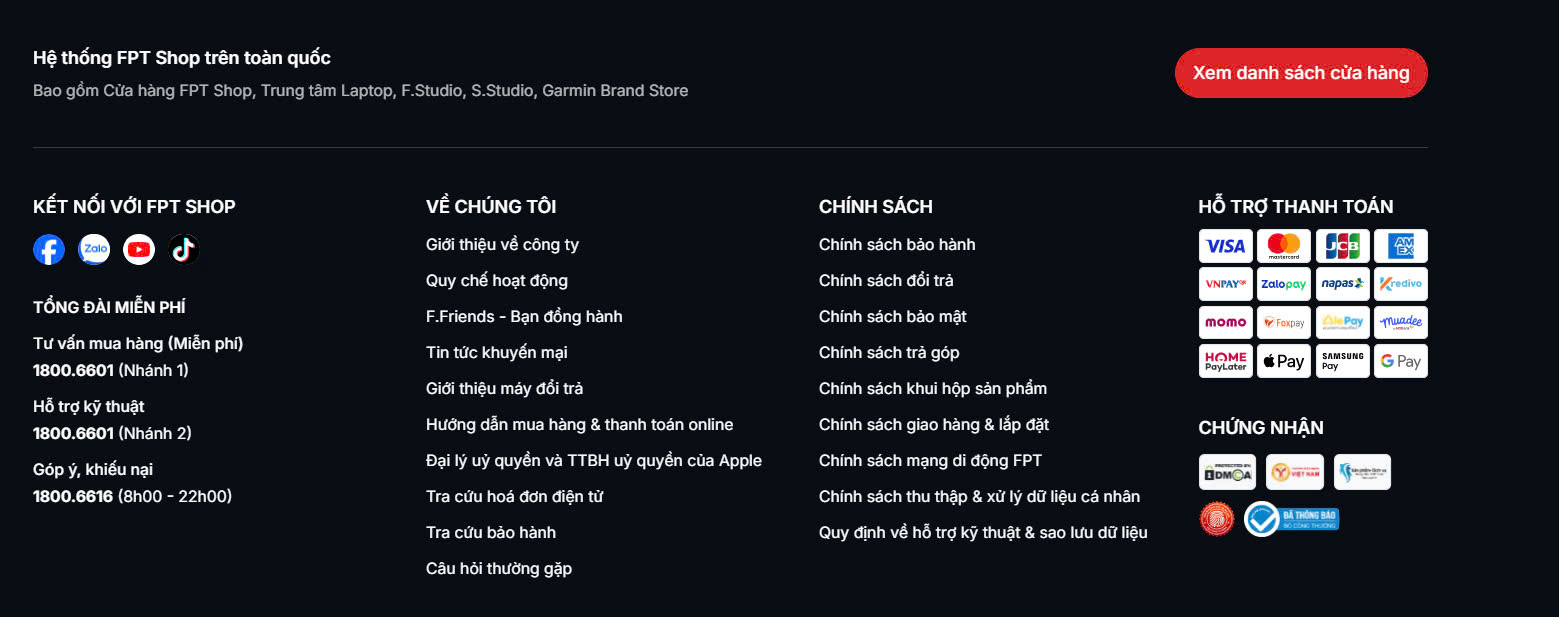 Hệ thống FPT Shop trên toàn quốc
Bao gồm Cửa hàng FPT Shop, Trung tâm Laptop, F.Studio, S.Studio, Garmin Brand Store
Xem danh sách cửa hàng
KẾT NỐI VỚI FPT SHOP
Zalo
TỔNG ĐÀI MIỄN PHÍ
Tư vấn mua hàng (Miễn phí)
1800.6601 (Nhánh 1)
Hỗ trợ kỹ thuật
1800.6601 (Nhánh 2)
Góp ý, khiếu nại
1800.6616 (8h00 - 22h00)
VỀ CHÚNG TÔI
Giới thiệu về công ty
Quy chế hoạt động
F.Friends - Bạn đồng hành
Tin tức khuyến mại
Giới thiệu máy đổi trả
Hướng dẫn mua hàng & thanh toán online
Đại lý uỷ quyền và TTBH uỷ quyền của Apple
Tra cứu hoá đơn điện tử
Tra cứu bảo hành
Câu hỏi thường gặp
CHÍNH SÁCH
Chính sách bảo hành
Chính sách đổi trả
Chính sách bảo mật
Chính sách trả góp
Chính sách khui hộp sản phẩm
Chính sách giao hàng & lắp đặt
Chính sách mạng di động FPT
Chính sách thu thập & xử lý dữ liệu cá nhân
Quy định về hỗ trợ kỹ thuật & sao lưu dữ liệu
HỖ TRỢ THANH TOÁN
VISA mastercard JCB AMEX
VNPAY Zalopay napas Kredivo
momo Foxpay AlePay muadee
HOME PayLater Pay SAMSUNG Pay G Pay
CHỨNG NHẬN
PROTECTED BY DMCA
VIỆT NAM
ĐÃ THÔNG BÁO
BỘ CÔNG THƯƠNG